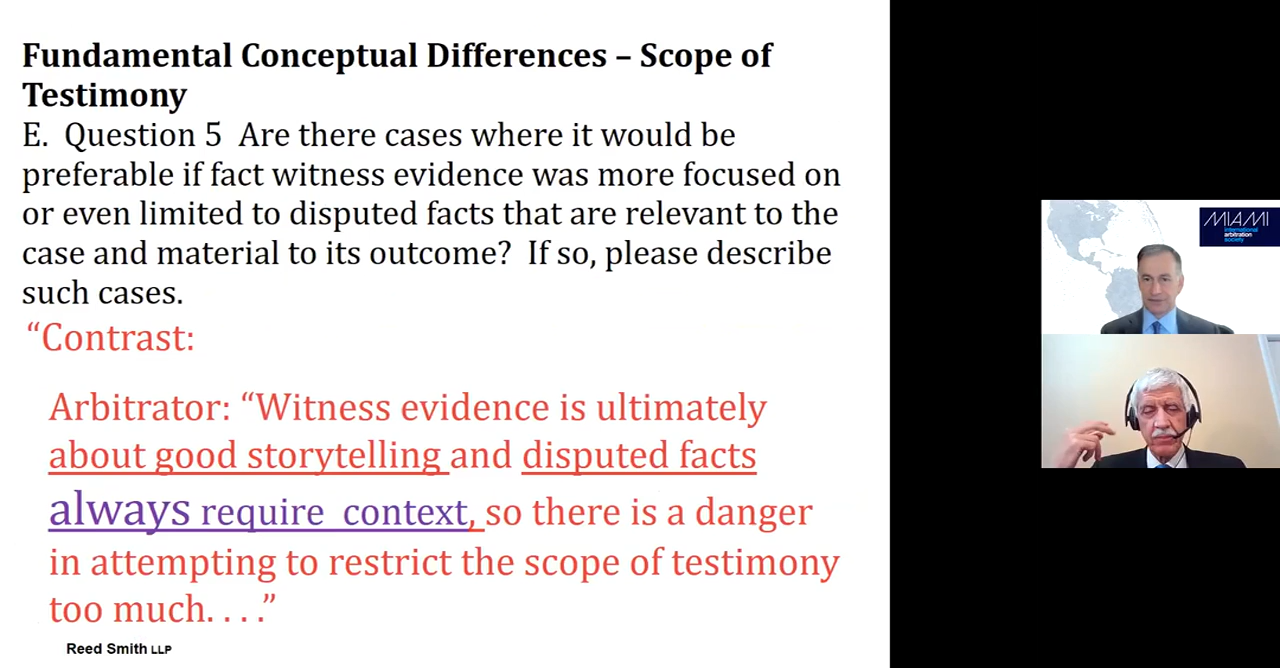 Fundamental Conceptual Differences – Scope of
Testimony
E. Question 5 Are there cases where it would be
preferable if fact witness evidence was more focused on
or even limited to disputed facts that are relevant to the
case and material to its outcome? If so, please describe
such cases.
“Contrast:
Arbitrator: “Witness evidence is ultimately
about good storytelling and disputed facts
always require context, so there is a danger
in attempting to restrict the scope of testimony
too much. . . .”
Reed Smith LLP
MIAMI
international
arbitration
society